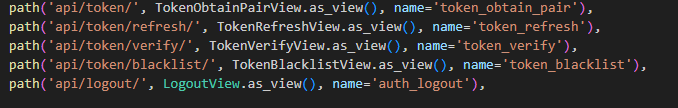 path('api/token/', TokenObtainPairView.as_view(), name='token_obtain_pair'),
path('api/token/refresh/', TokenRefreshView.as_view(), name='token_refresh'),
path('api/token/verify/', TokenVerifyView.as_view(), name='token_verify'),
path('api/token/blacklist/', TokenBlacklistView.as_view(), name='token_blacklist'),
path('api/logout/', LogoutView.as_view(), name='auth_logout'),